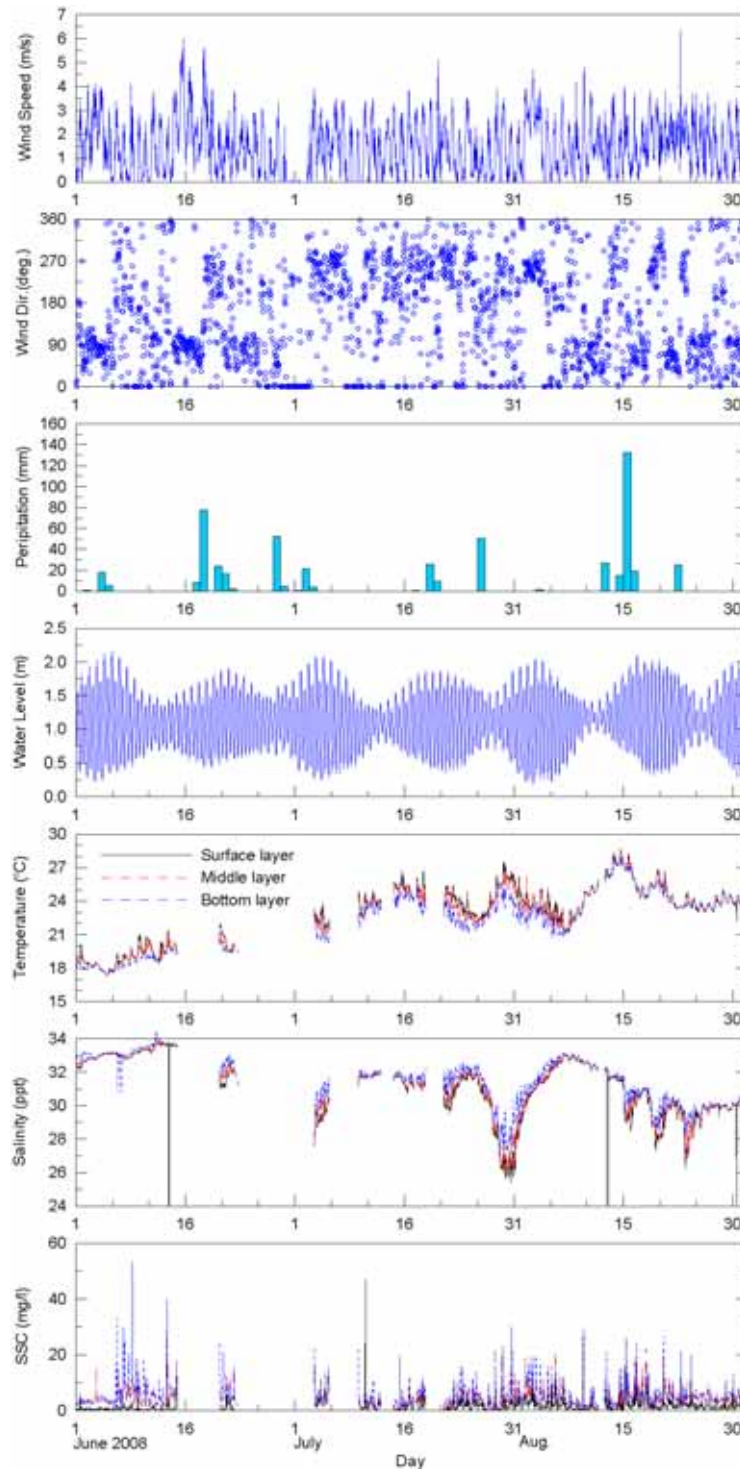 7
6
5
4
3
2
1
0
Wind Speed (m/s)
1 16 1 16 31 15 30
360
270
180
90
0
Wind Dir.(deg.)
1 16 1 16 31 15 30
160
140
120
100
80
60
40
20
0
Peripitation (mm)
1 16 1 16 31 15 30
2.5
2.0
1.5
1.0
0.5
0.0
Water Level (m)
1 16 1 16 31 15 30
30
27
24
21
18
15
Temperature (°C)
Surface layer
Middle layer
Bottom layer
1 16 1 16 31 15 30
34
32
30
28
26
24
Salinity (ppt)
1 16 1 16 31 15 30
60
40
20
0
SSC (mg/l)
1 16 1 16 31 15 30
June 2008 July Aug.
Day